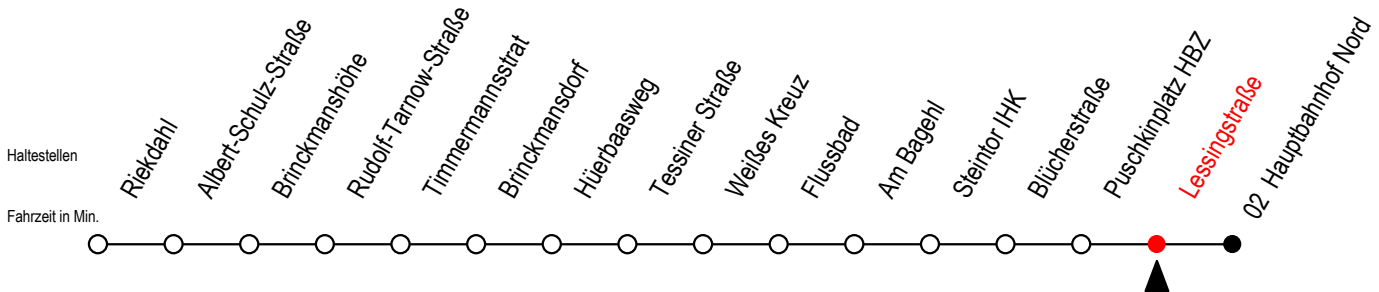 Haltestellen
Riekdahl
Albert-Schulz-Straße
Brinckmanshöhe
Rudolf-Tarnow-Straße
Timmermannsstrat
Brinckmansdorf
Hüerbaasweg
Tessiner Straße
Weißes Kreuz
Flussbad
Am Bagehl
Steintor IHK
Blücherstraße
Puschkinplatz HBZ
Lessingstraße
02 Hauptbahnhof Nord
Fahrzeit in Min.